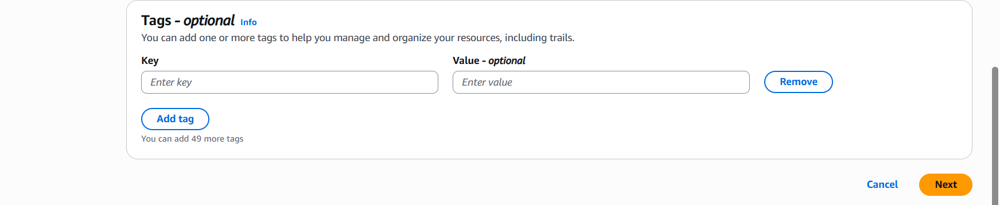 Tags - optional Info
You can add one or more tags to help you manage and organize your resources, including trails.
Key Value - optional
Enter key Enter value Remove
Add tag
You can add 49 more tags
Cancel Next